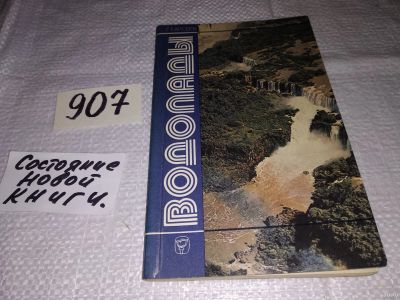 907
Состояние
Новой
Книги.
ВОДОПАДЫ